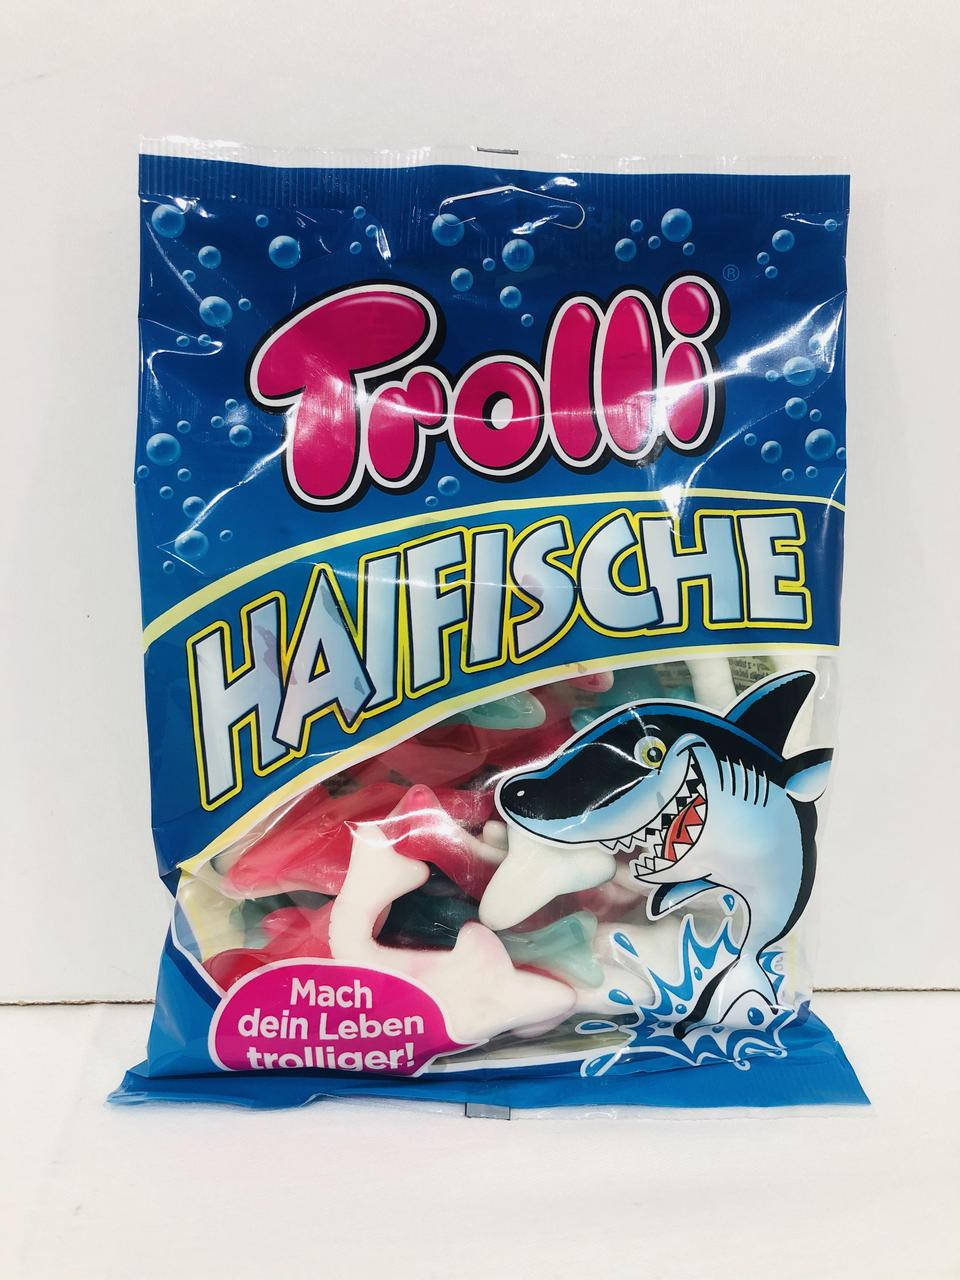 Trolli®
HAIFISCHE
Mach
dein Leben
trolliger!